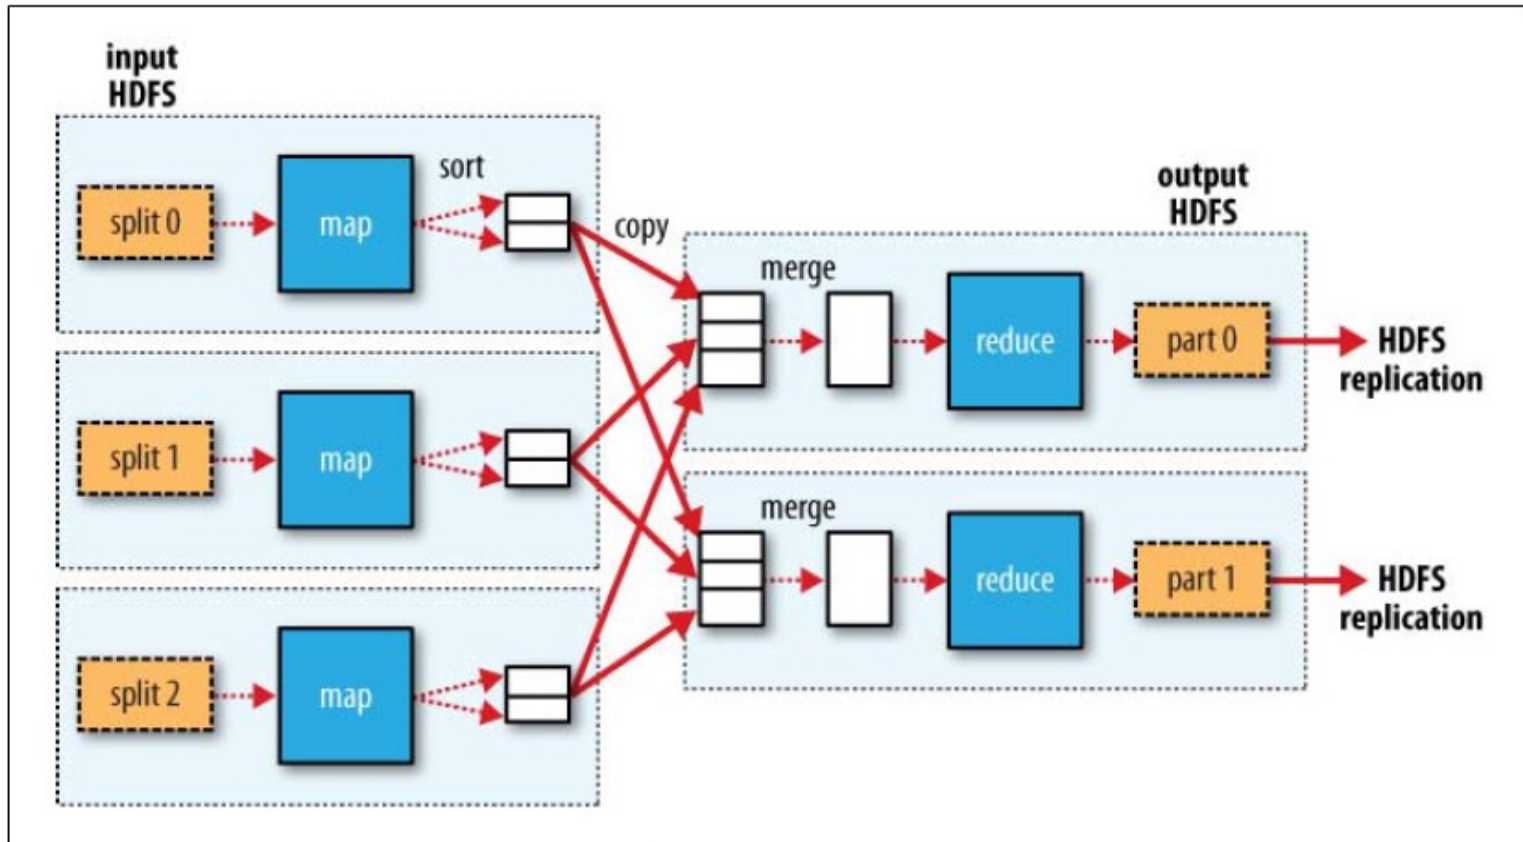 input
HDFS
split 0
map
sort
copy
split 1
map
split 2
map
output
HDFS
merge
reduce
part 0
HDFS
replication
merge
reduce
part 1
HDFS
replication